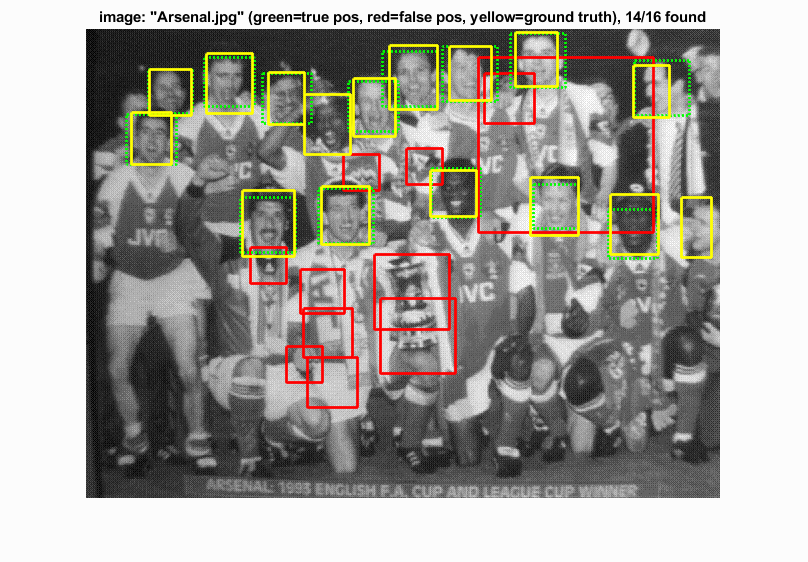 image: "Arsenal.jpg" (green=true pos, red=false pos, yellow=ground truth), 14/16 found
JVC
VC
JVC
ARSENAL: 1993 ENGLISH F.A. CUP AND LEAGUE CUP WINNER